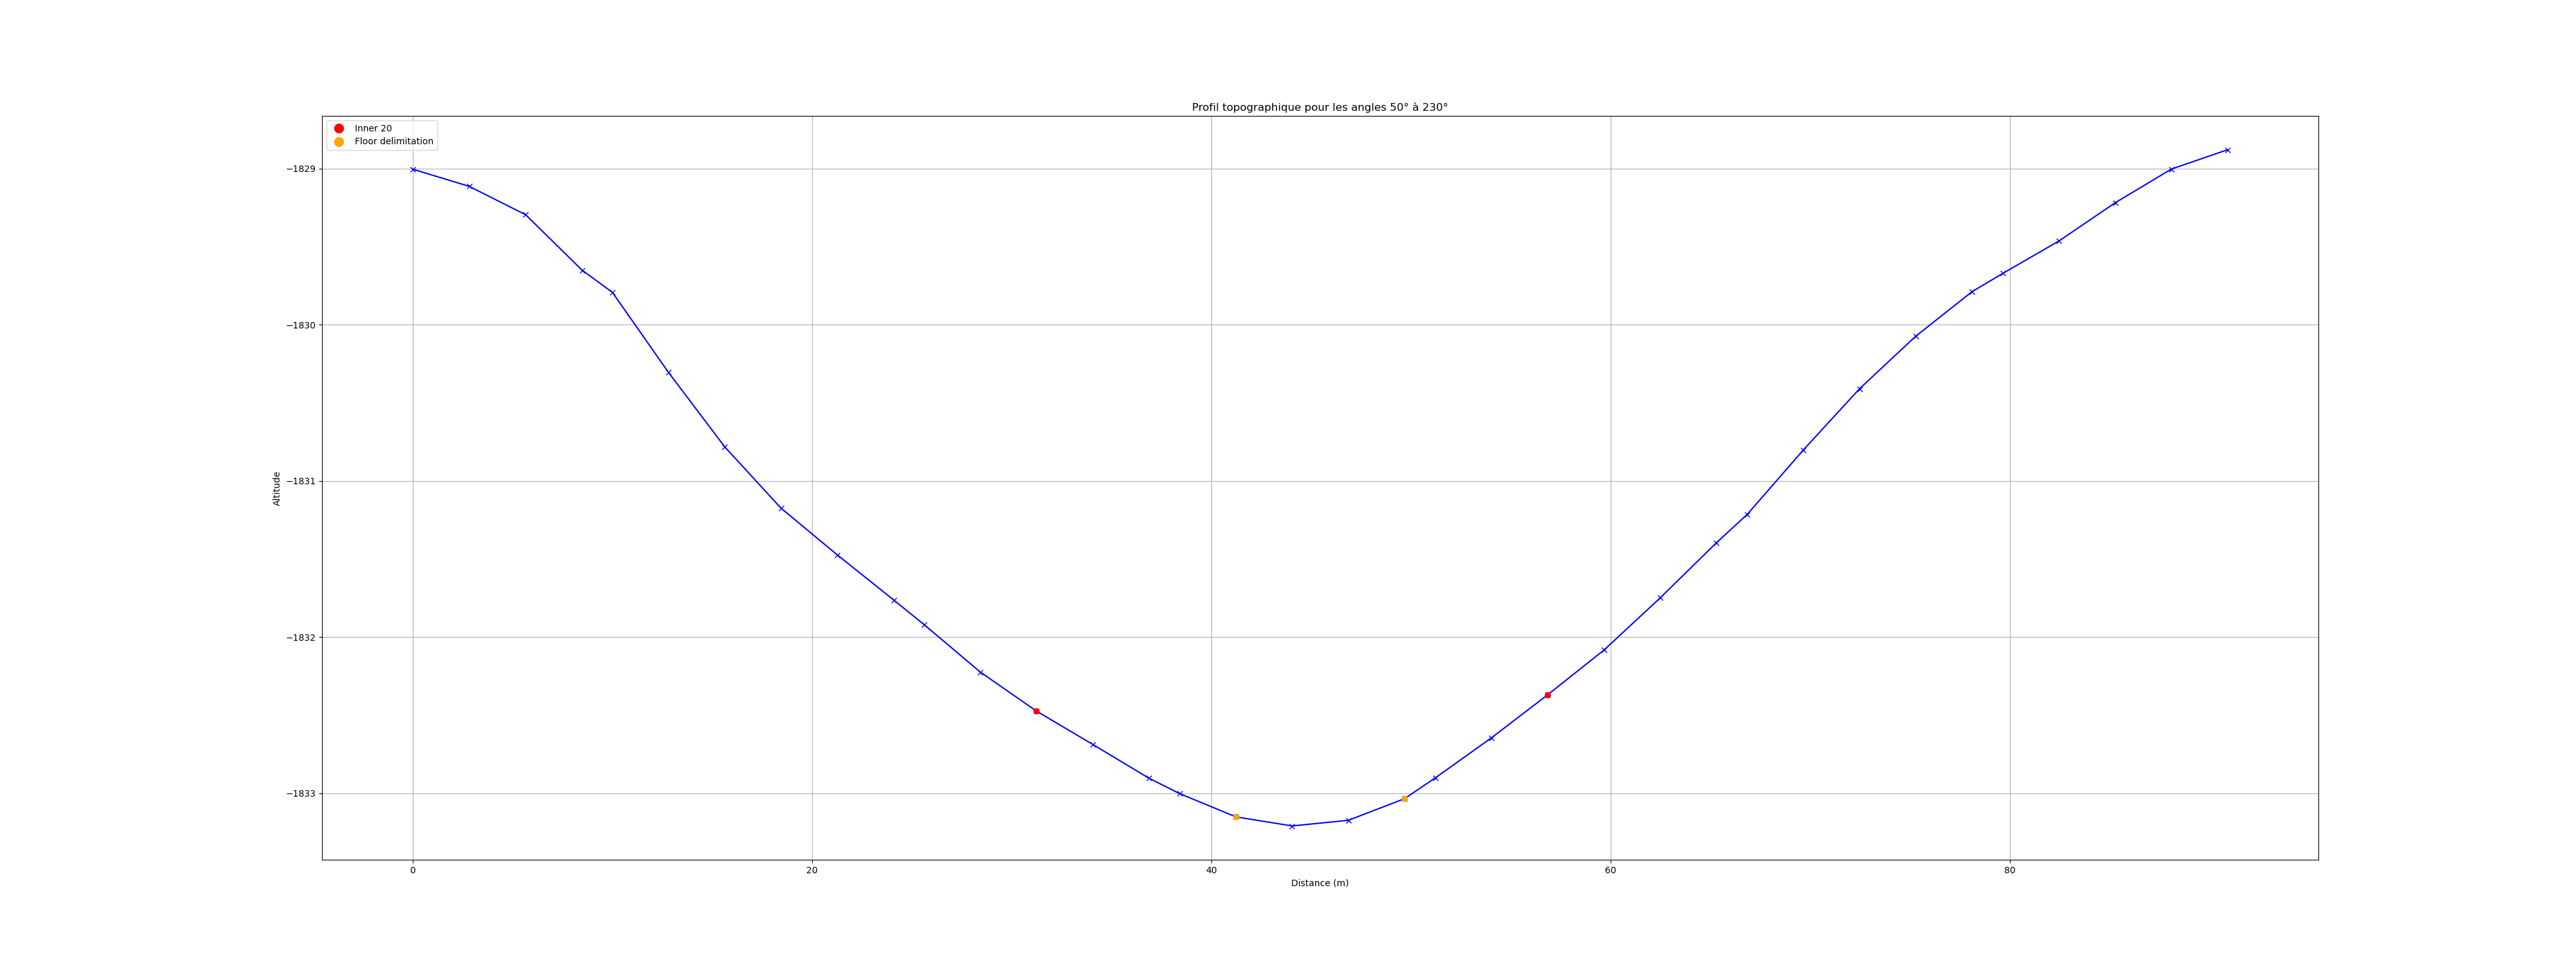 Profil topographique pour les angles 50° à 230°
Inner 20
Floor delimitation
−1829
−1830
−1831
−1832
−1833
Altitude
0 20 40 60 80
Distance (m)